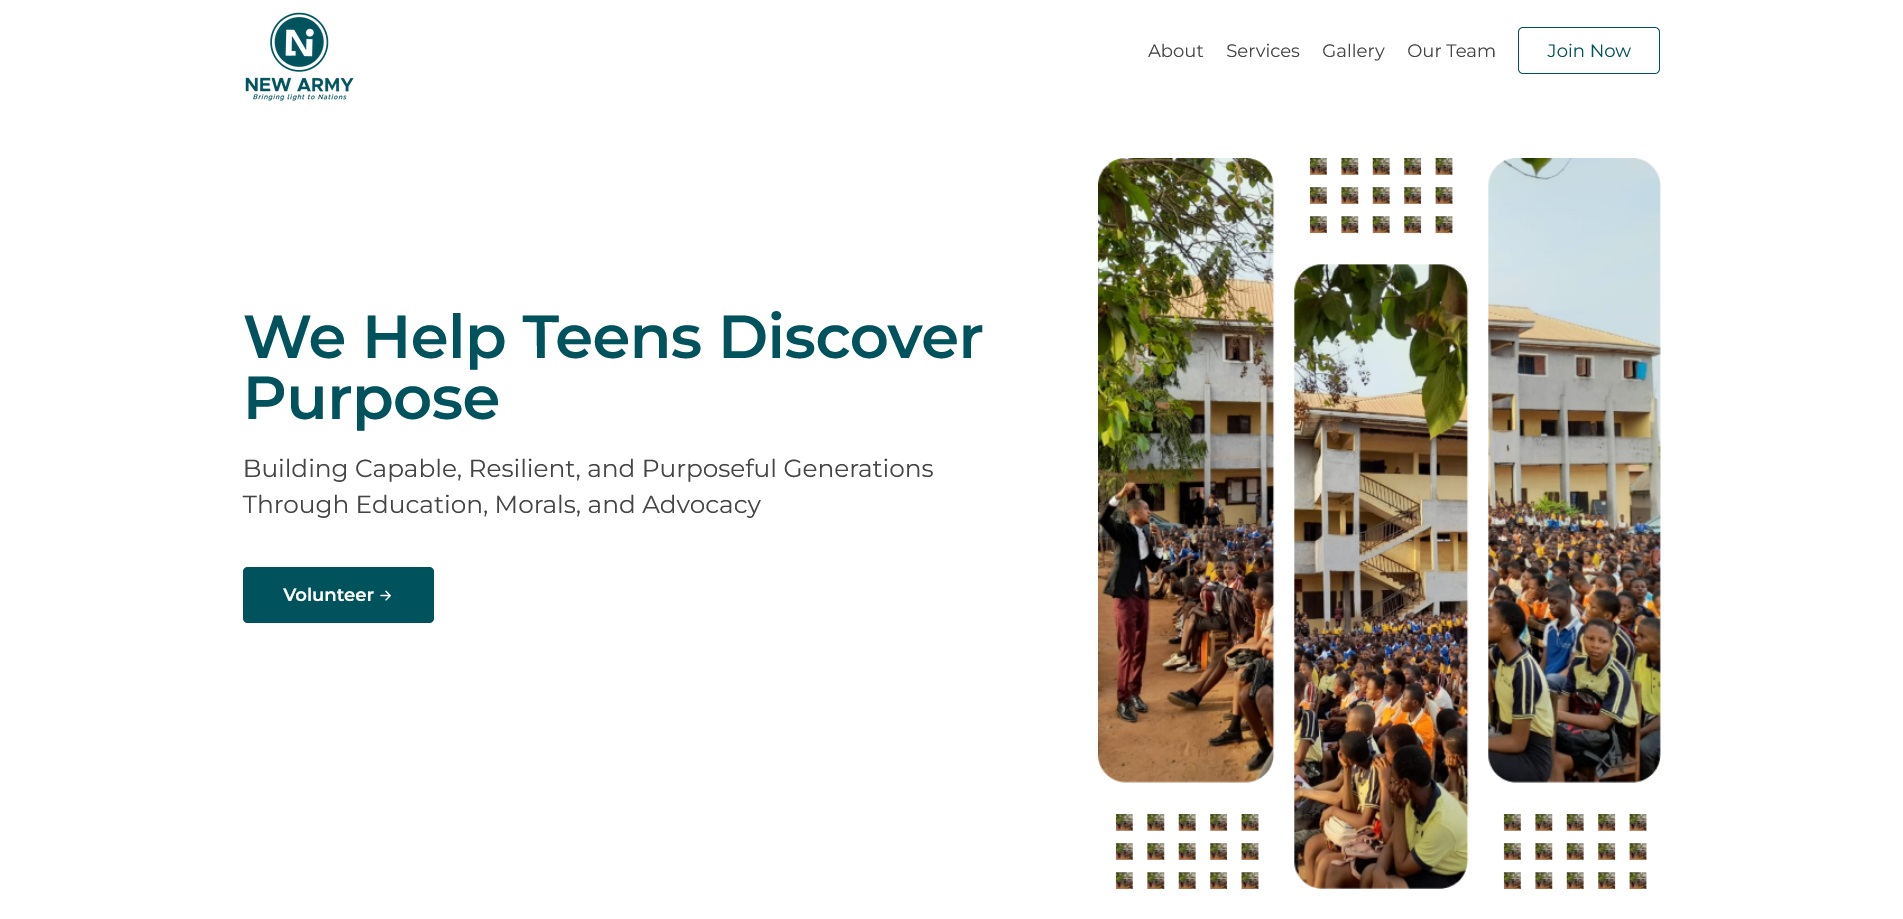 Ni
NEW ARMY
Bringing light to Nations
About Services Gallery Our Team Join Now
We Help Teens Discover
Purpose
Building Capable, Resilient, and Purposeful Generations
Through Education, Morals, and Advocacy
Volunteer →